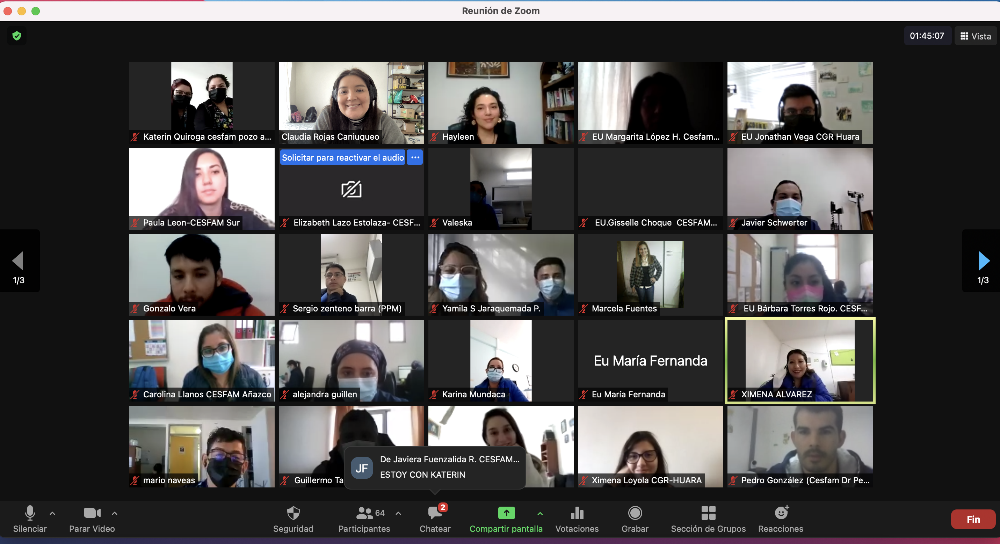 Reunión de Zoom
01:45:07
Vista
Katerin Quiroga cesfam pozo a...
Claudia Rojas Caniuqueo
Hayleen
EU Margarita López H. Cesfam...
EU Jonathan Vega CGR Huara
Paula Leon-CESFAM Sur
Solicitar para reactivar el audio ...
Elizabeth Lazo Estolaza- CESF...
Valeska
EU.Gisselle Choque CESFAM...
Javier Schwerter
1/3
Gonzalo Vera
Sergio zenteno barra (PPM)
Yamila S Jaraquemada P.
Marcela Fuentes
EU Bárbara Torres Rojo. CESF...
1/3
Carolina Llanos CESFAM Añazco
alejandra guillen
Karina Mundaca
Eu María Fernanda
Eu María Fernanda
XIMENA ALVAREZ
mario naveas
Guillermo Ta
JF
De Javiera Fuenzalida R. CESFAM...
ESTOY CON KATERIN
Ximena Loyola CGR-HUARA
Pedro González (Cesfam Dr Pe...
Silenciar
Parar Video
Seguridad
64
Participantes
2
Chatear
Compartir pantalla
Votaciones
Grabar
Sección de Grupos
Reacciones
Fin